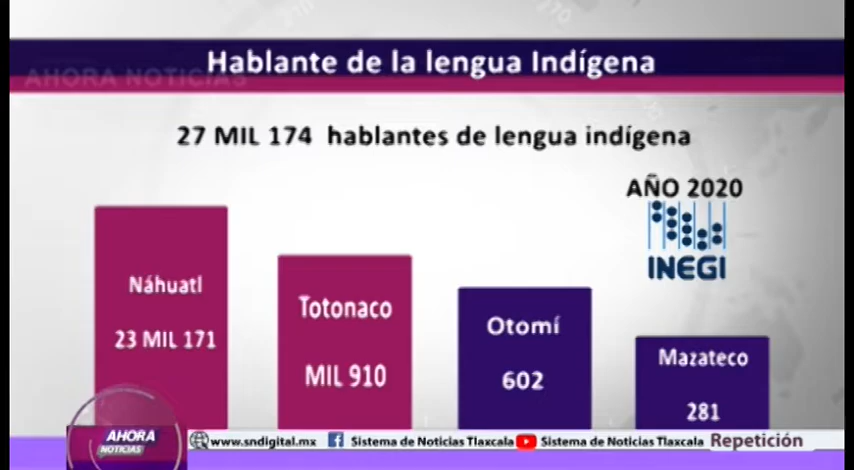 Hablante de la lengua Indígena
AHORA NOTICIAS
27 MIL 174 hablantes de lengua indígena
AÑO 2020
INEGI
Náhuatl
23 MIL 171
Totonaco
MIL 910
Otomí
602
Mazateco
281
AHORA
NOTICIAS
www.sndigital.mx Sistema de Noticias Tlaxcala Sistema de Noticias Tlaxcala Repetición